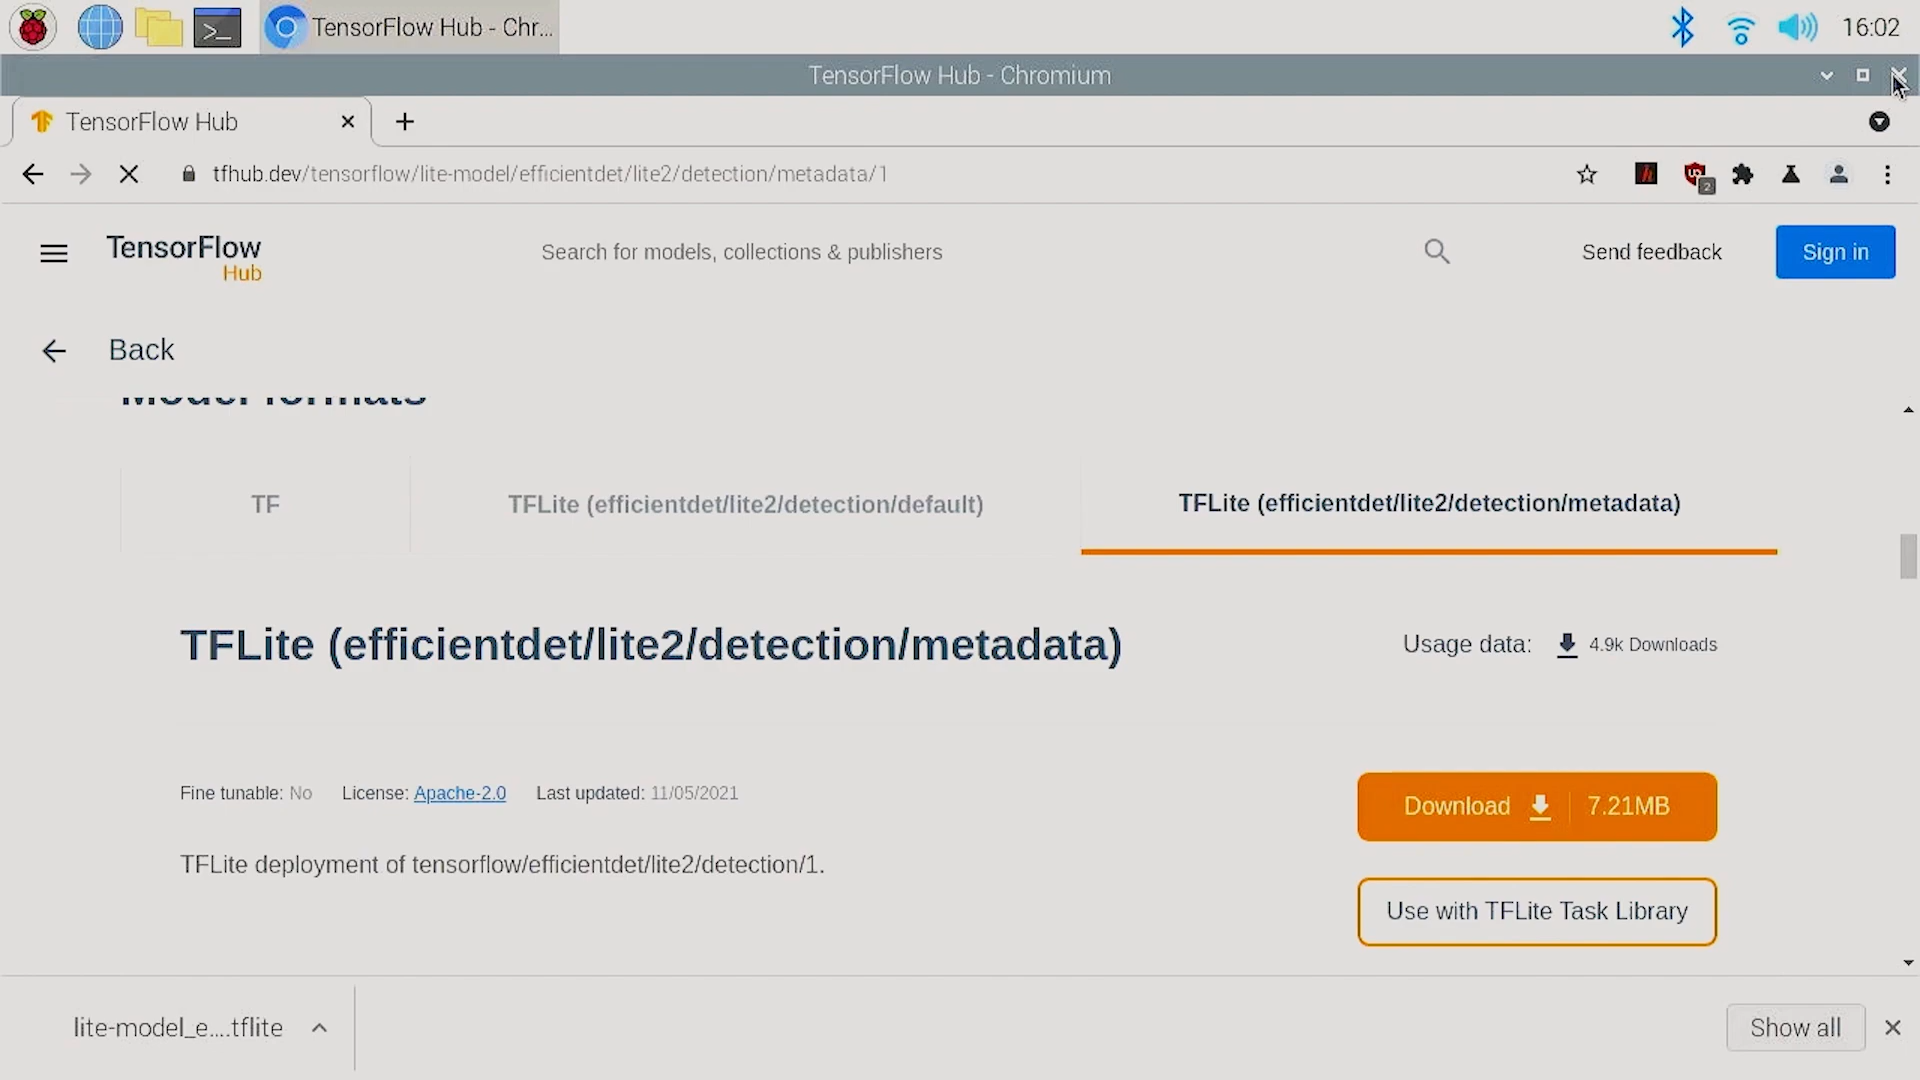 TensorFlow Hub - Chr...
16:02
TensorFlow Hub - Chromium
TensorFlow Hub
tfhub.dev/tensorflow/lite-model/efficientdet/lite2/detection/metadata/1
2
TensorFlow
Hub
Search for models, collections & publishers
Send feedback
Sign in
Back
Model formats
TF
TFLite (efficientdet/lite2/detection/default)
TFLite (efficientdet/lite2/detection/metadata)
TFLite (efficientdet/lite2/detection/metadata)
Usage data:
4.9k Downloads
Fine tunable: No
License: Apache-2.0
Last updated: 11/05/2021
Download
7.21MB
TFLite deployment of tensorflow/efficientdet/lite2/detection/1.
Use with TFLite Task Library
lite-model_e....tflite
Show all